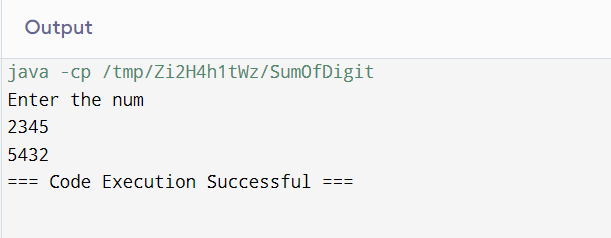 Output
java -cp /tmp/Zi2H4h1tWz/SumOfDigit
Enter the num
2345
5432
=== Code Execution Successful ===